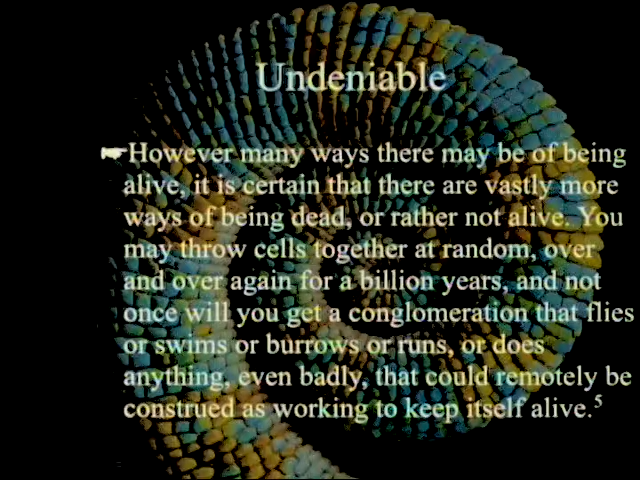 Undeniable
However many ways there may be of being
alive, it is certain that there are vastly more
ways of being dead, or rather not alive. You
may throw cells together at random, over
and over again for a billion years, and not
once will you get a conglomeration that flies
or swims or burrows or runs, or does
anything, even badly, that could remotely be
construed as working to keep itself alive.5